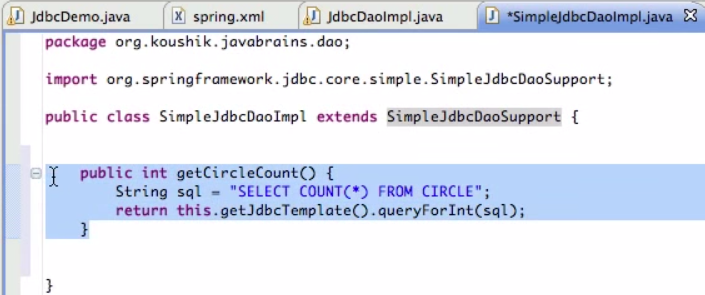 JdbcDemo.java spring.xml JdbcDaoImpl.java *SimpleJdbcDaoImpl.java
package org.koushik.javabrains.dao;
import org.springframework.jdbc.core.simple.SimpleJdbcDaoSupport;
public class SimpleJdbcDaoImpl extends SimpleJdbcDaoSupport {
public int getCircleCount() {
String sql = "SELECT COUNT(*) FROM CIRCLE";
return this.getJdbcTemplate().queryForInt(sql);
}
}